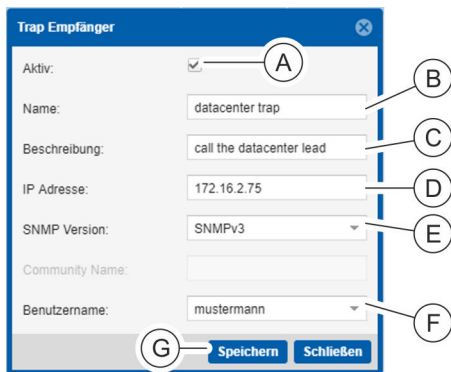 Trap Empfänger
Aktiv: A
Name: datacenter trap B
Beschreibung: call the datacenter lead C
IP Adresse: 172.16.2.75 D
SNMP Version: SNMPv3 E
Community Name:
Benutzername: mustermann F
G Speichern Schließen